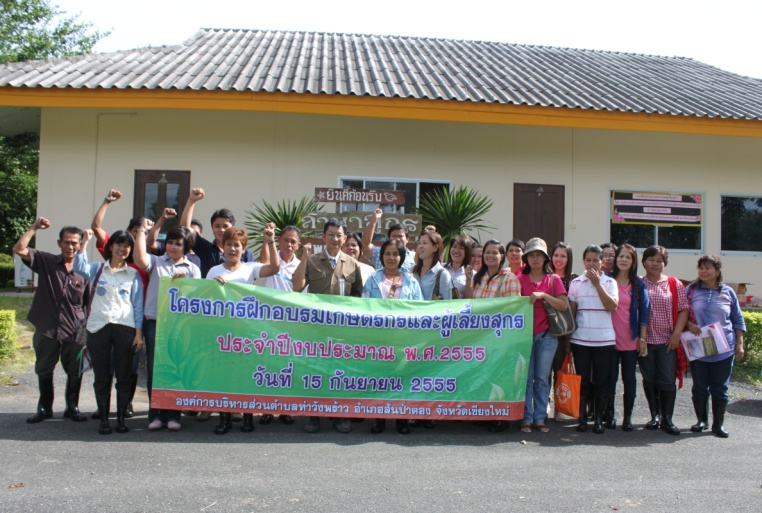 ยินดีต้อนรับ
โครงการฝึกอบรมเกษตรกรและผู้เลี้ยงสุกร
ประจำปีงบประมาณ พ.ศ.2555
วันที่ 15 กันยายน 2555
องค์การบริหารส่วนตำบลท่าวังพร้าว อำเภอสันป่าตอง จังหวัดเชียงใหม่